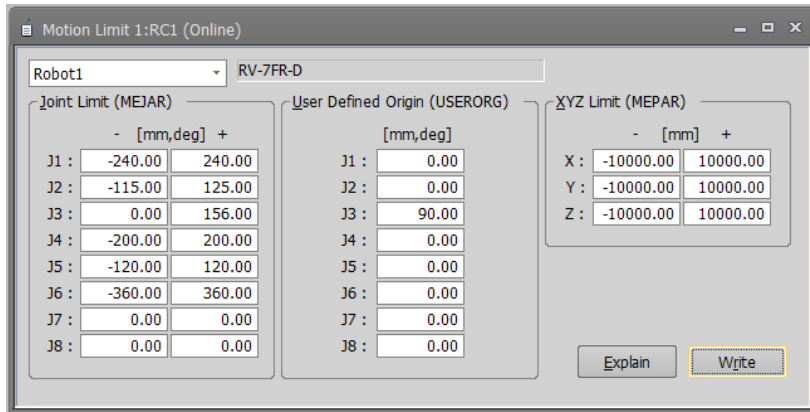 Motion Limit 1:RC1 (Online)
Robot1 RV-7FR-D
Joint Limit (MEJAR)
- [mm,deg] +
J1 : -240.00 240.00
J2 : -115.00 125.00
J3 : 0.00 156.00
J4 : -200.00 200.00
J5 : -120.00 120.00
J6 : -360.00 360.00
J7 : 0.00 0.00
J8 : 0.00 0.00
User Defined Origin (USERORG)
[mm,deg]
J1 : 0.00
J2 : 0.00
J3 : 90.00
J4 : 0.00
J5 : 0.00
J6 : 0.00
J7 : 0.00
J8 : 0.00
XYZ Limit (MEPAR)
- [mm] +
X : -10000.00 10000.00
Y : -10000.00 10000.00
Z : -10000.00 10000.00
Explain Write